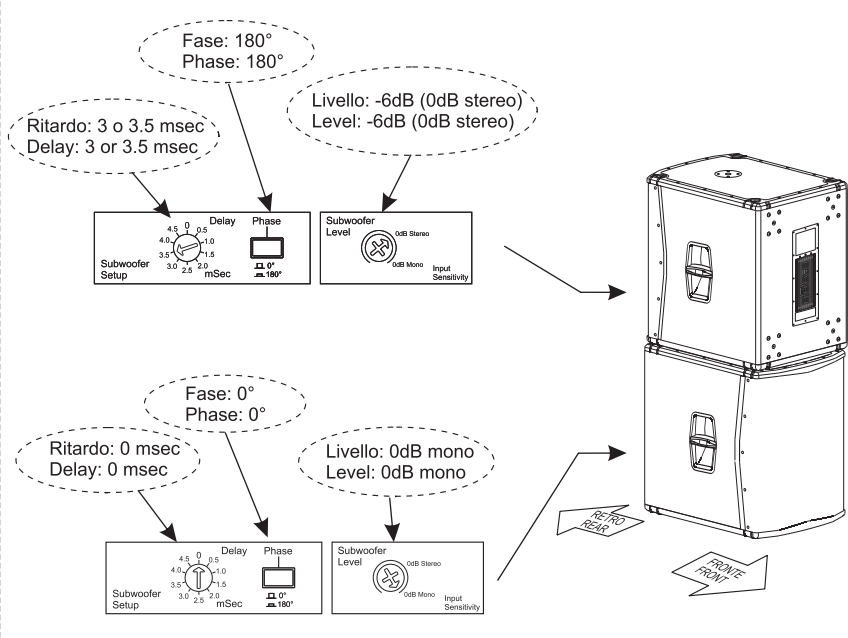 Fase: 180°
Phase: 180°
Livello: -6dB (0dB stereo)
Level: -6dB (0dB stereo)
Ritardo: 3 o 3.5 msec
Delay: 3 or 3.5 msec
Delay Phase
0
4.5 0.5
4.0 1.0
3.5 1.5
3.0 2.0
2.5
mSec
Subwoofer
Setup
0°
180°
Subwoofer
Level
0dB Stereo
0dB Mono
Input
Sensitivity
Fase: 0°
Phase: 0°
Ritardo: 0 msec
Delay: 0 msec
Livello: 0dB mono
Level: 0dB mono
Delay Phase
0
4.5 0.5
4.0 1.0
3.5 1.5
3.0 2.0
2.5
mSec
Subwoofer
Setup
0°
180°
Subwoofer
Level
0dB Stereo
0dB Mono
Input
Sensitivity
RETRO
REAR
FRONTE
FRONT